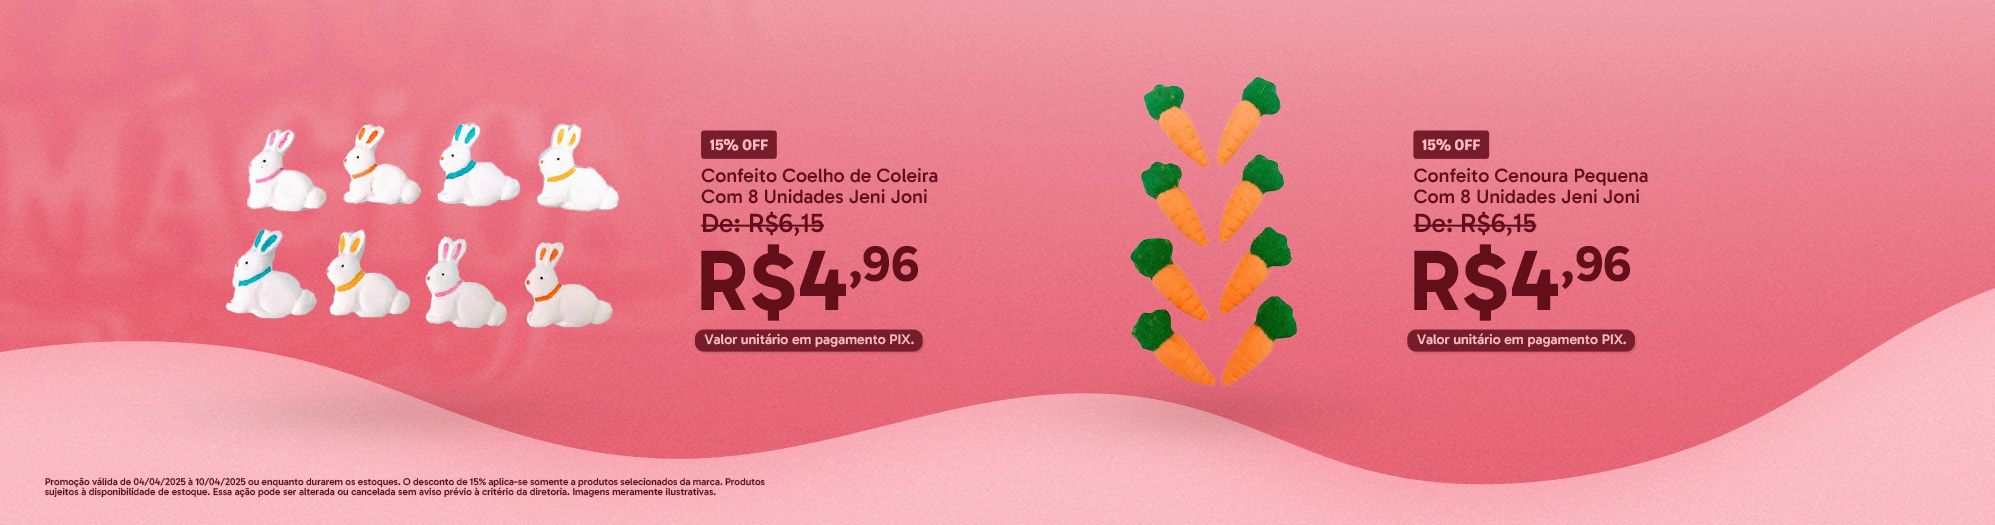 15% OFF
Confeito Coelho de Coleira
Com 8 Unidades Jeni Joni
De: R$6,15
R$4,96
Valor unitário em pagamento PIX.
15% OFF
Confeito Cenoura Pequena
Com 8 Unidades Jeni Joni
De: R$6,15
R$4,96
Valor unitário em pagamento PIX.
Promoção válida de 04/04/2025 à 10/04/2025 ou enquanto durarem os estoques. O desconto de 15% aplica-se somente a produtos selecionados da marca. Produtos
sujeitos à disponibilidade de estoque. Essa ação pode ser alterada ou cancelada sem aviso prévio à critério da diretoria. Imagens meramente ilustrativas.